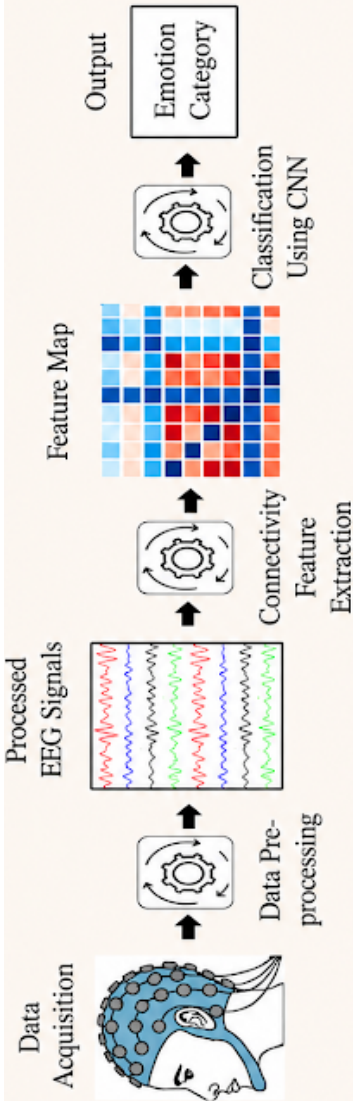 Data
Acquisition
Data Pre-
processing
Processed
EEG Signals
Connectivity
Feature
Extraction
Feature Map
Classification
Using CNN
Output
Emotion
Category